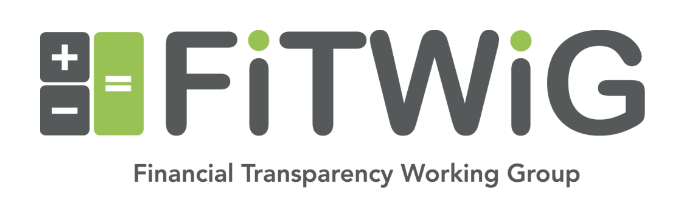 + = FiTWiG
−
Financial Transparency Working Group